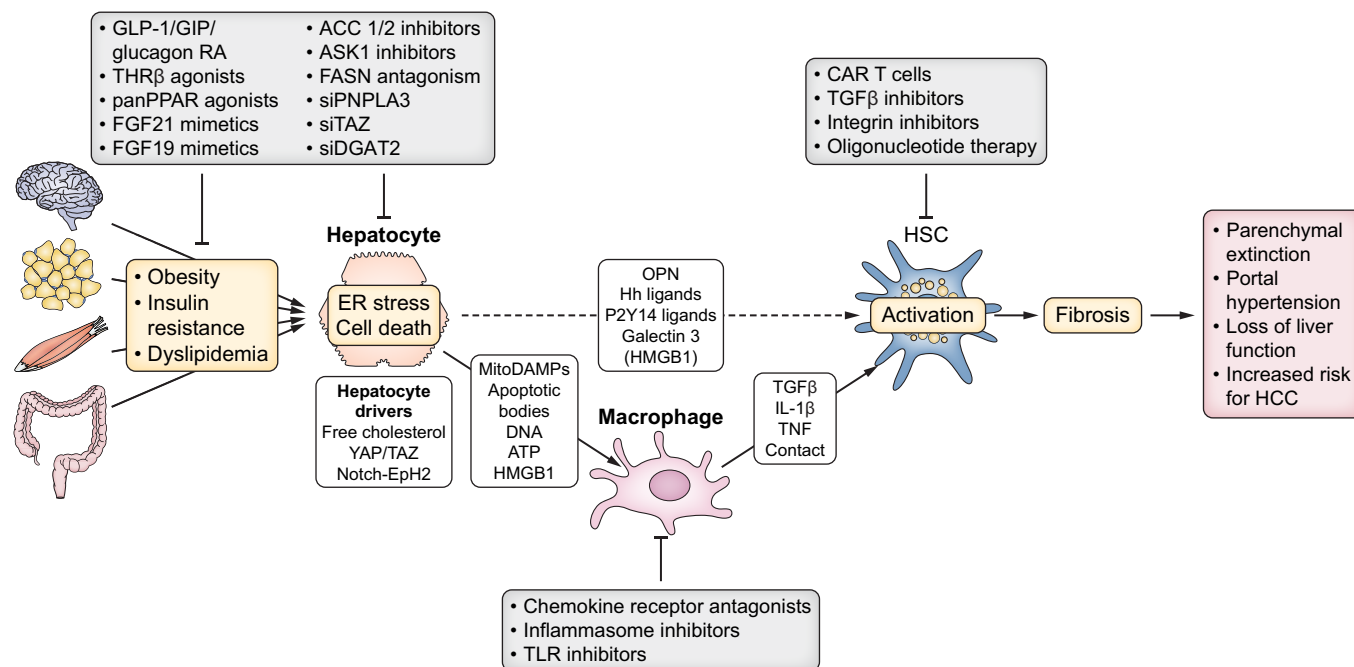 • GLP-1/GIP/
glucagon RA
• THRβ agonists
• panPPAR agonists
• FGF21 mimetics
• FGF19 mimetics
• ACC 1/2 inhibitors
• ASK1 inhibitors
• FASN antagonism
• siPNPLA3
• siTAZ
• siDGAT2
• CAR T cells
• TGFβ inhibitors
• Integrin inhibitors
• Oligonucleotide therapy
• Obesity
• Insulin
resistance
• Dyslipidemia
Hepatocyte
ER stress
Cell death
Hepatocyte
drivers
Free cholesterol
YAP/TAZ
Notch-EpH2
OPN
Hh ligands
P2Y14 ligands
Galectin 3
(HMGB1)
MitoDAMPs
Apoptotic
bodies
DNA
ATP
HMGB1
Macrophage
TGFβ
IL-1β
TNF
Contact
HSC
Activation
Fibrosis
• Parenchymal
extinction
• Portal
hypertension
• Loss of liver
function
• Increased risk
for HCC
• Chemokine receptor antagonists
• Inflammasome inhibitors
• TLR inhibitors